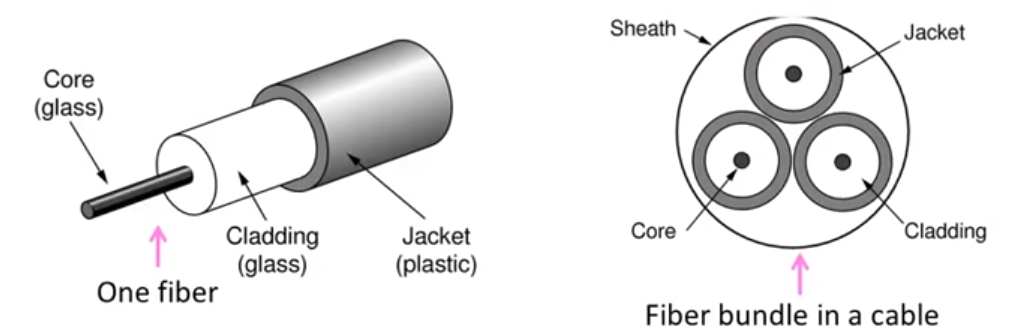 Core
(glass)
Cladding
(glass)
Jacket
(plastic)
One fiber
Sheath
Jacket
Core
Cladding
Fiber bundle in a cable